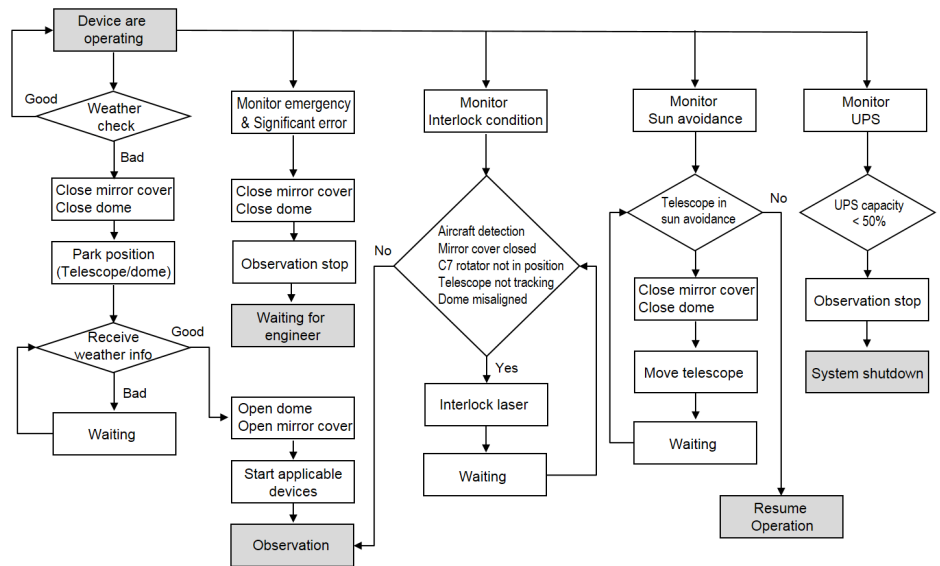 Device are
operating
Good
Weather
check
Bad
Close mirror cover
Close dome
Park position
(Telescope/dome)
Receive
weather info
Good
Bad
Waiting
Monitor emergency
& Significant error
Close mirror cover
Close dome
Observation stop
Waiting for
engineer
Open dome
Open mirror cover
Start applicable
devices
Observation
Monitor
Interlock condition
No
Aircraft detection
Mirror cover closed
C7 rotator not in position
Telescope not tracking
Dome misaligned
Yes
Interlock laser
Waiting
Monitor
Sun avoidance
Telescope in
sun avoidance
No
Close mirror cover
Close dome
Move telescope
Waiting
Resume
Operation
Monitor
UPS
UPS capacity
< 50%
Observation stop
System shutdown